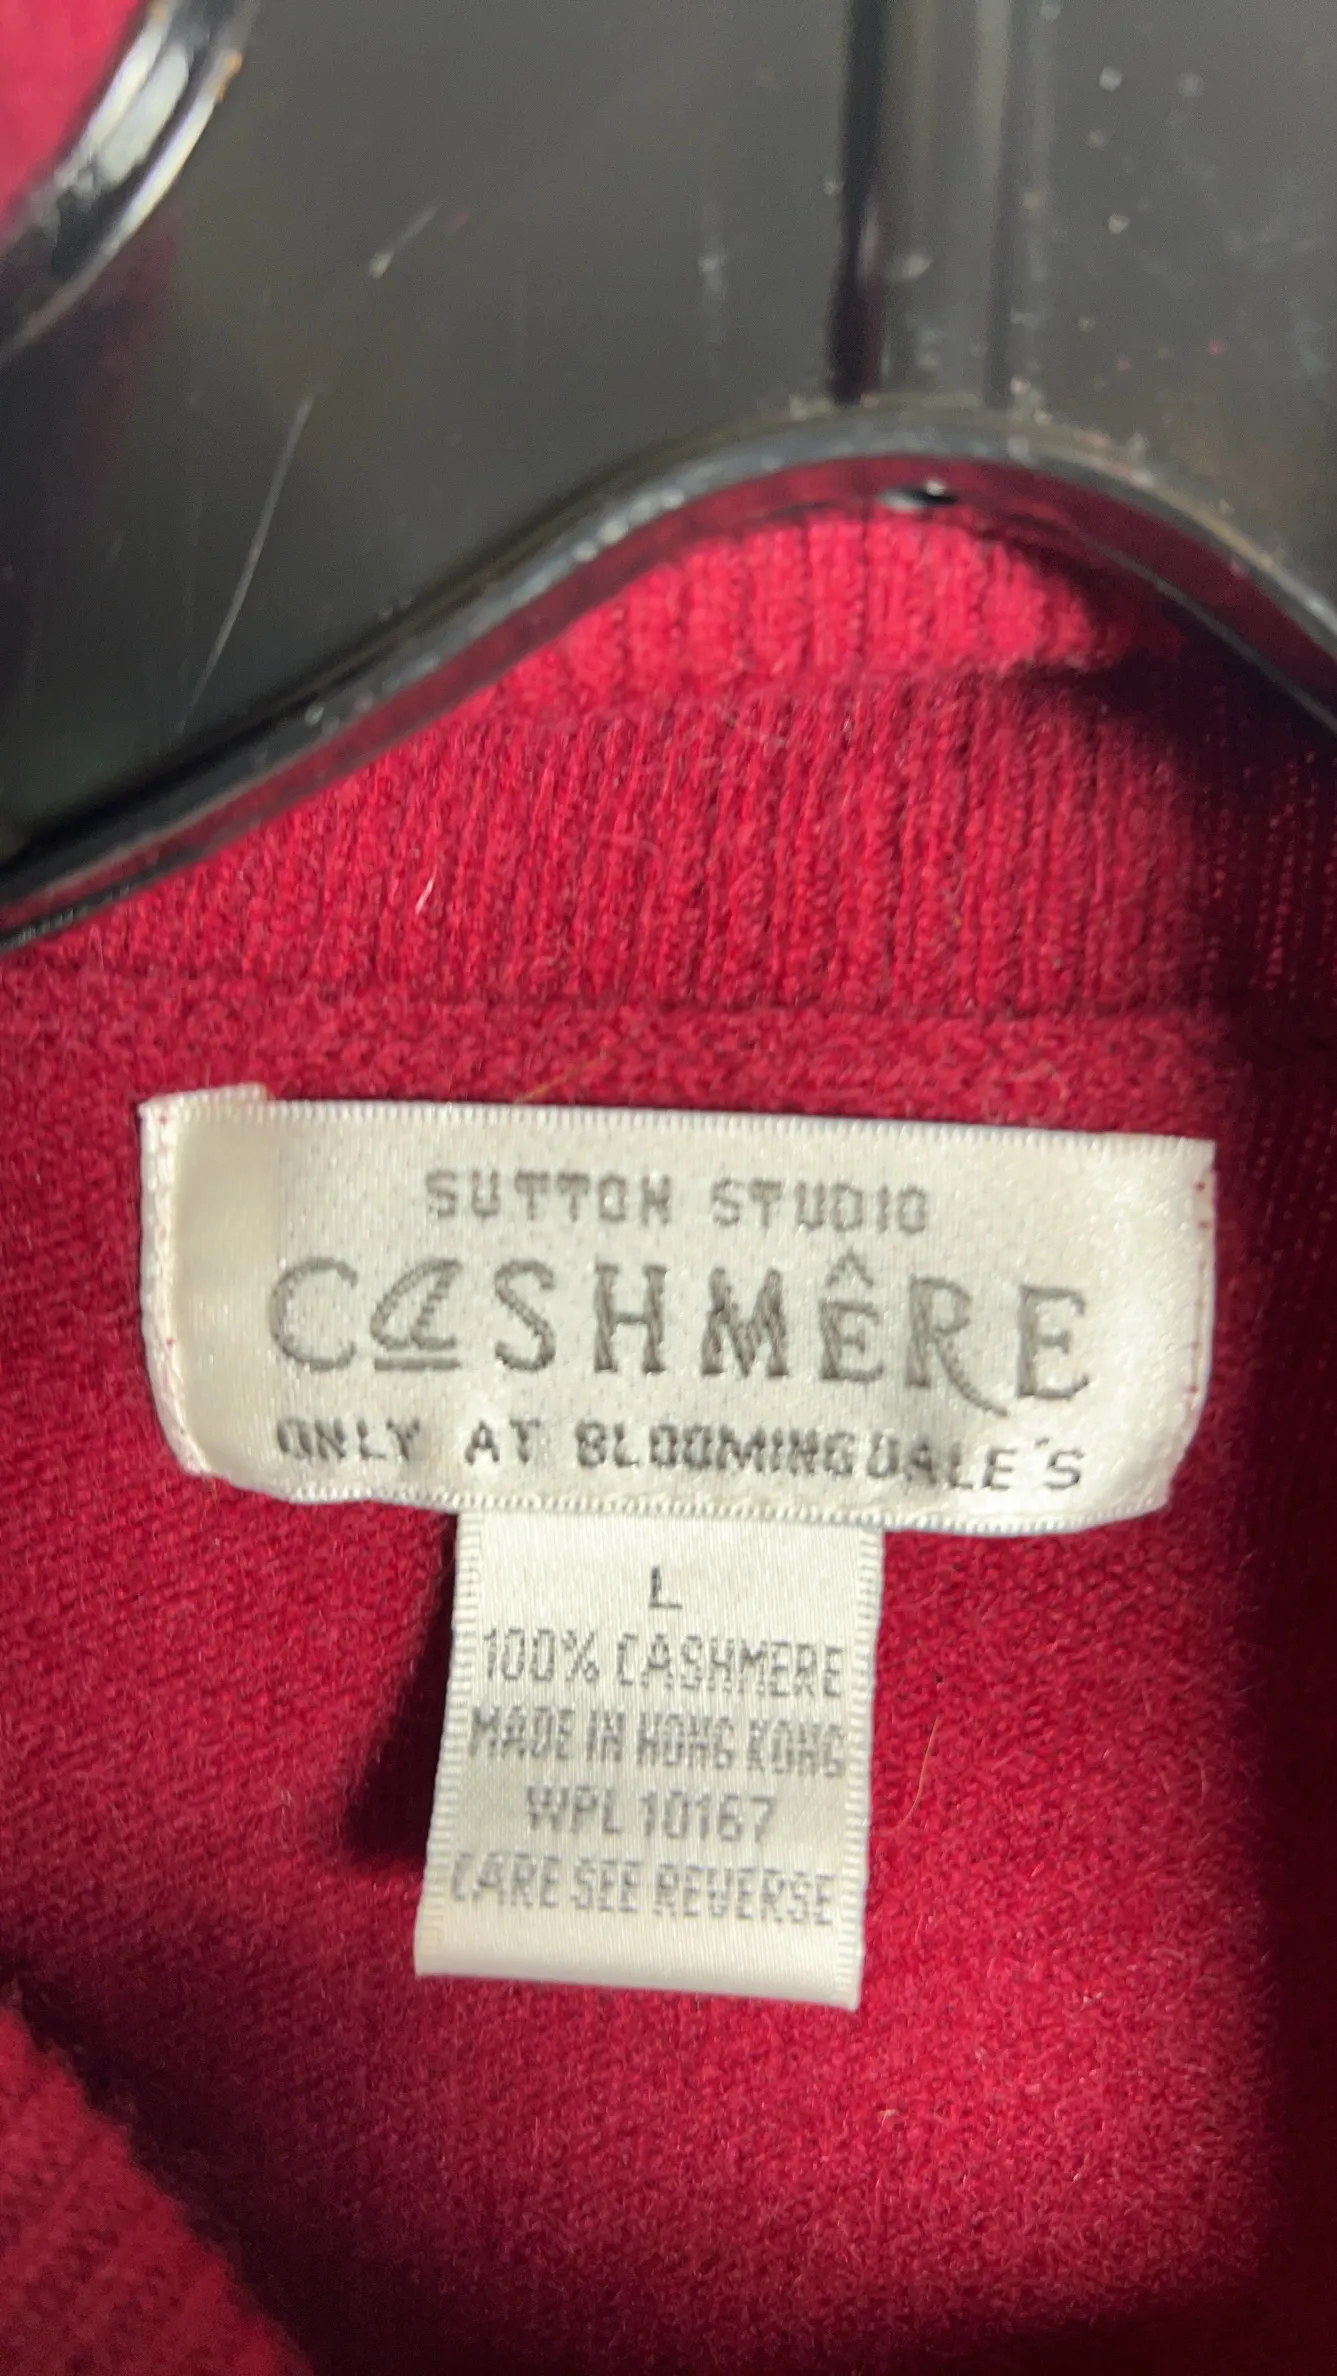 SUTTON STUDIO
CaSHMÊRE
ONLY AT BLOOMINGDALE'S
L
100% CASHMERE
MADE IN HONG KONG
WPL 10167
CARE SEE REVERSE